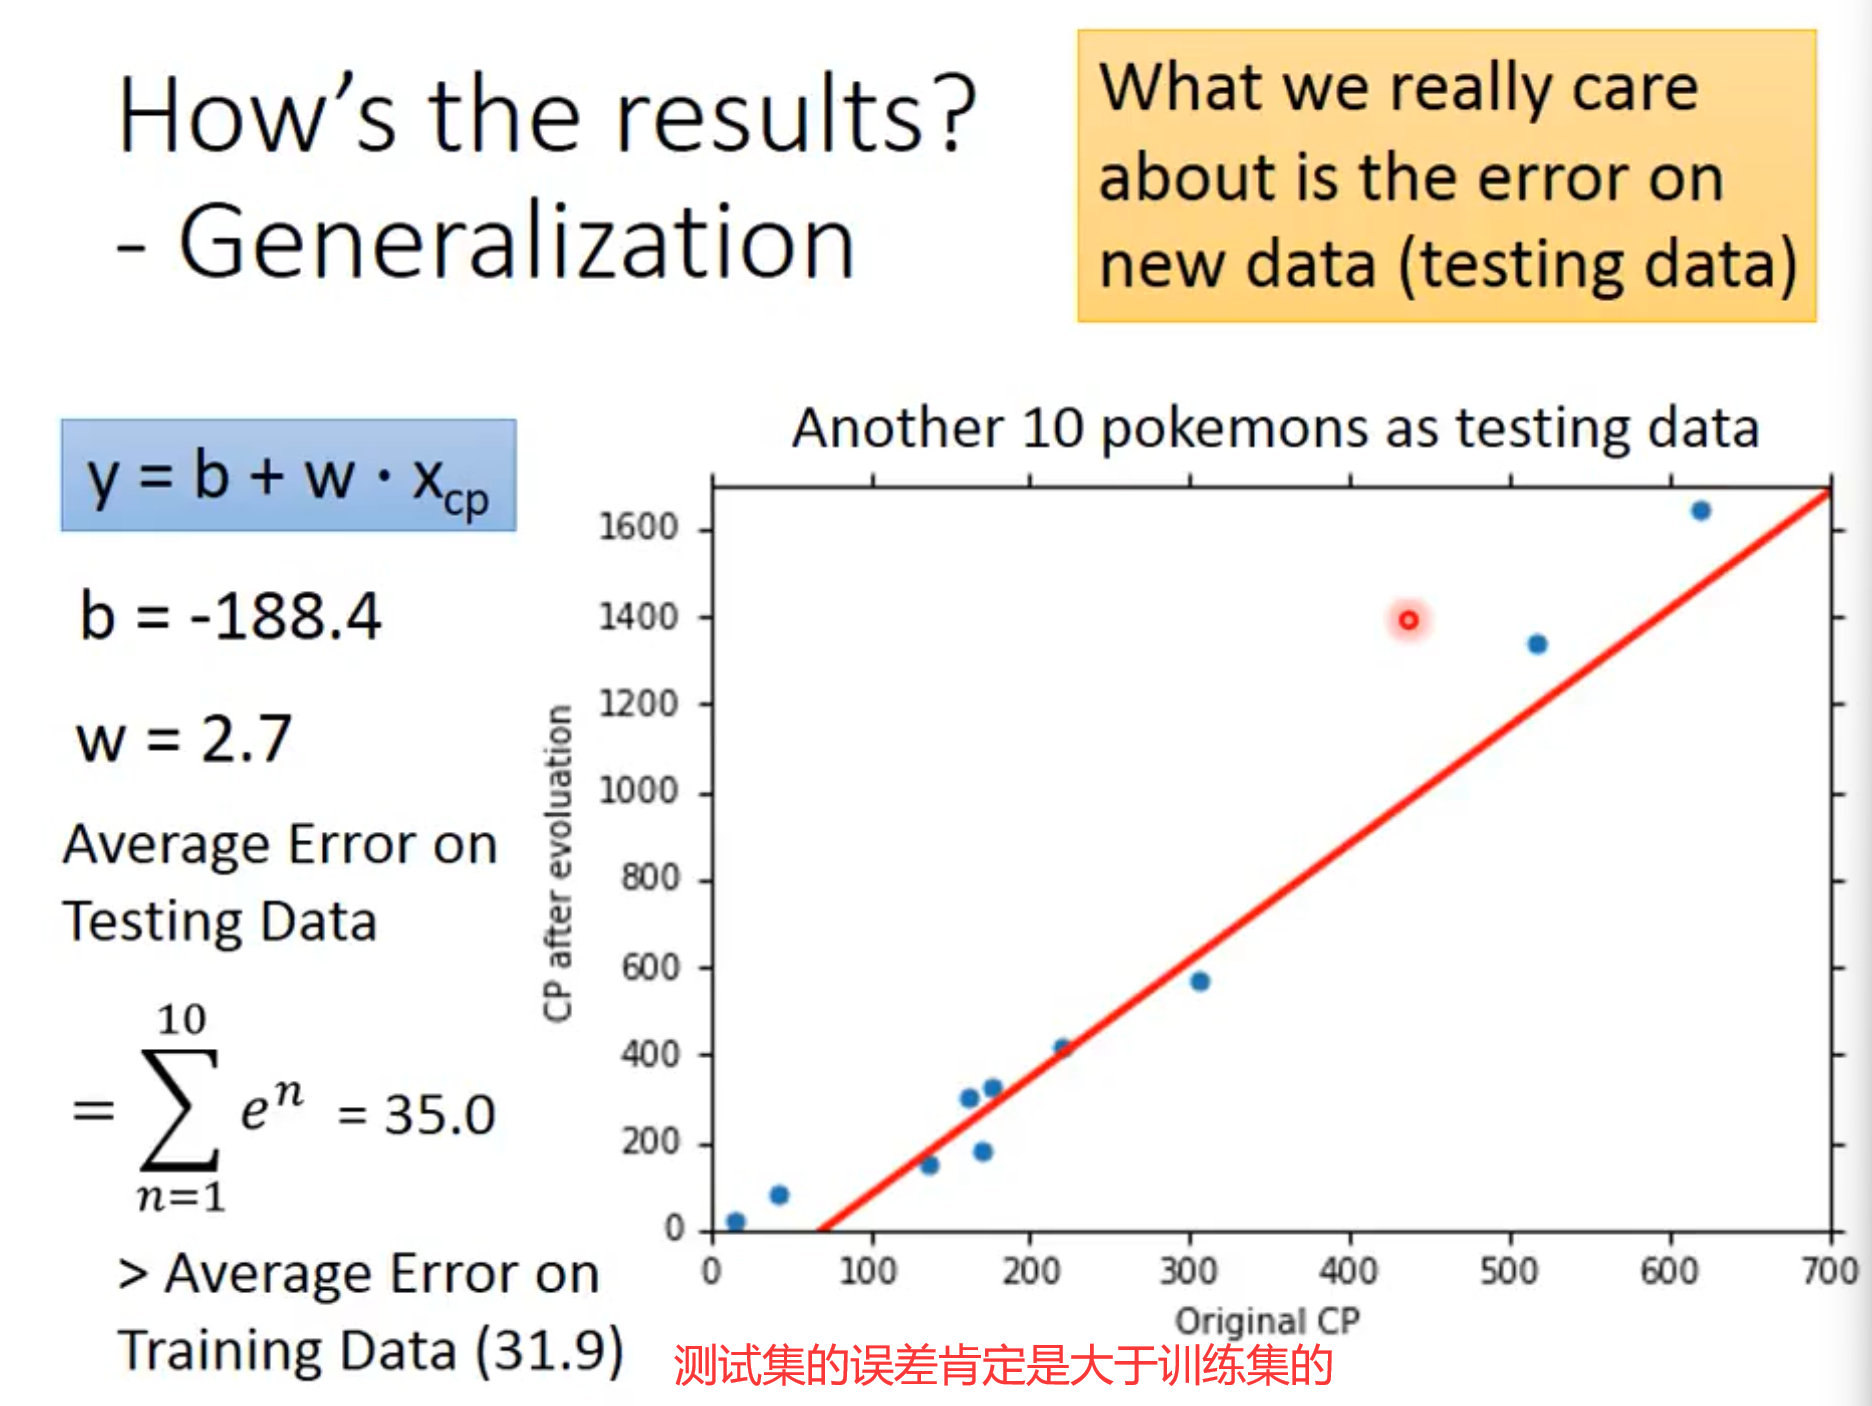 How's the results?
- Generalization
What we really care
about is the error on
new data (testing data)
y = b + w · x_cp
b = -188.4
w = 2.7
Average Error on
Testing Data
= \sum_{n=1}^{10} e^n = 35.0
> Average Error on
Training Data (31.9)
Another 10 pokemons as testing data
CP after evoluation
1600
1400
1200
1000
800
600
400
200
0
0 100 200 300 400 500 600 700
Original CP
测试集的误差肯定是大于训练集的